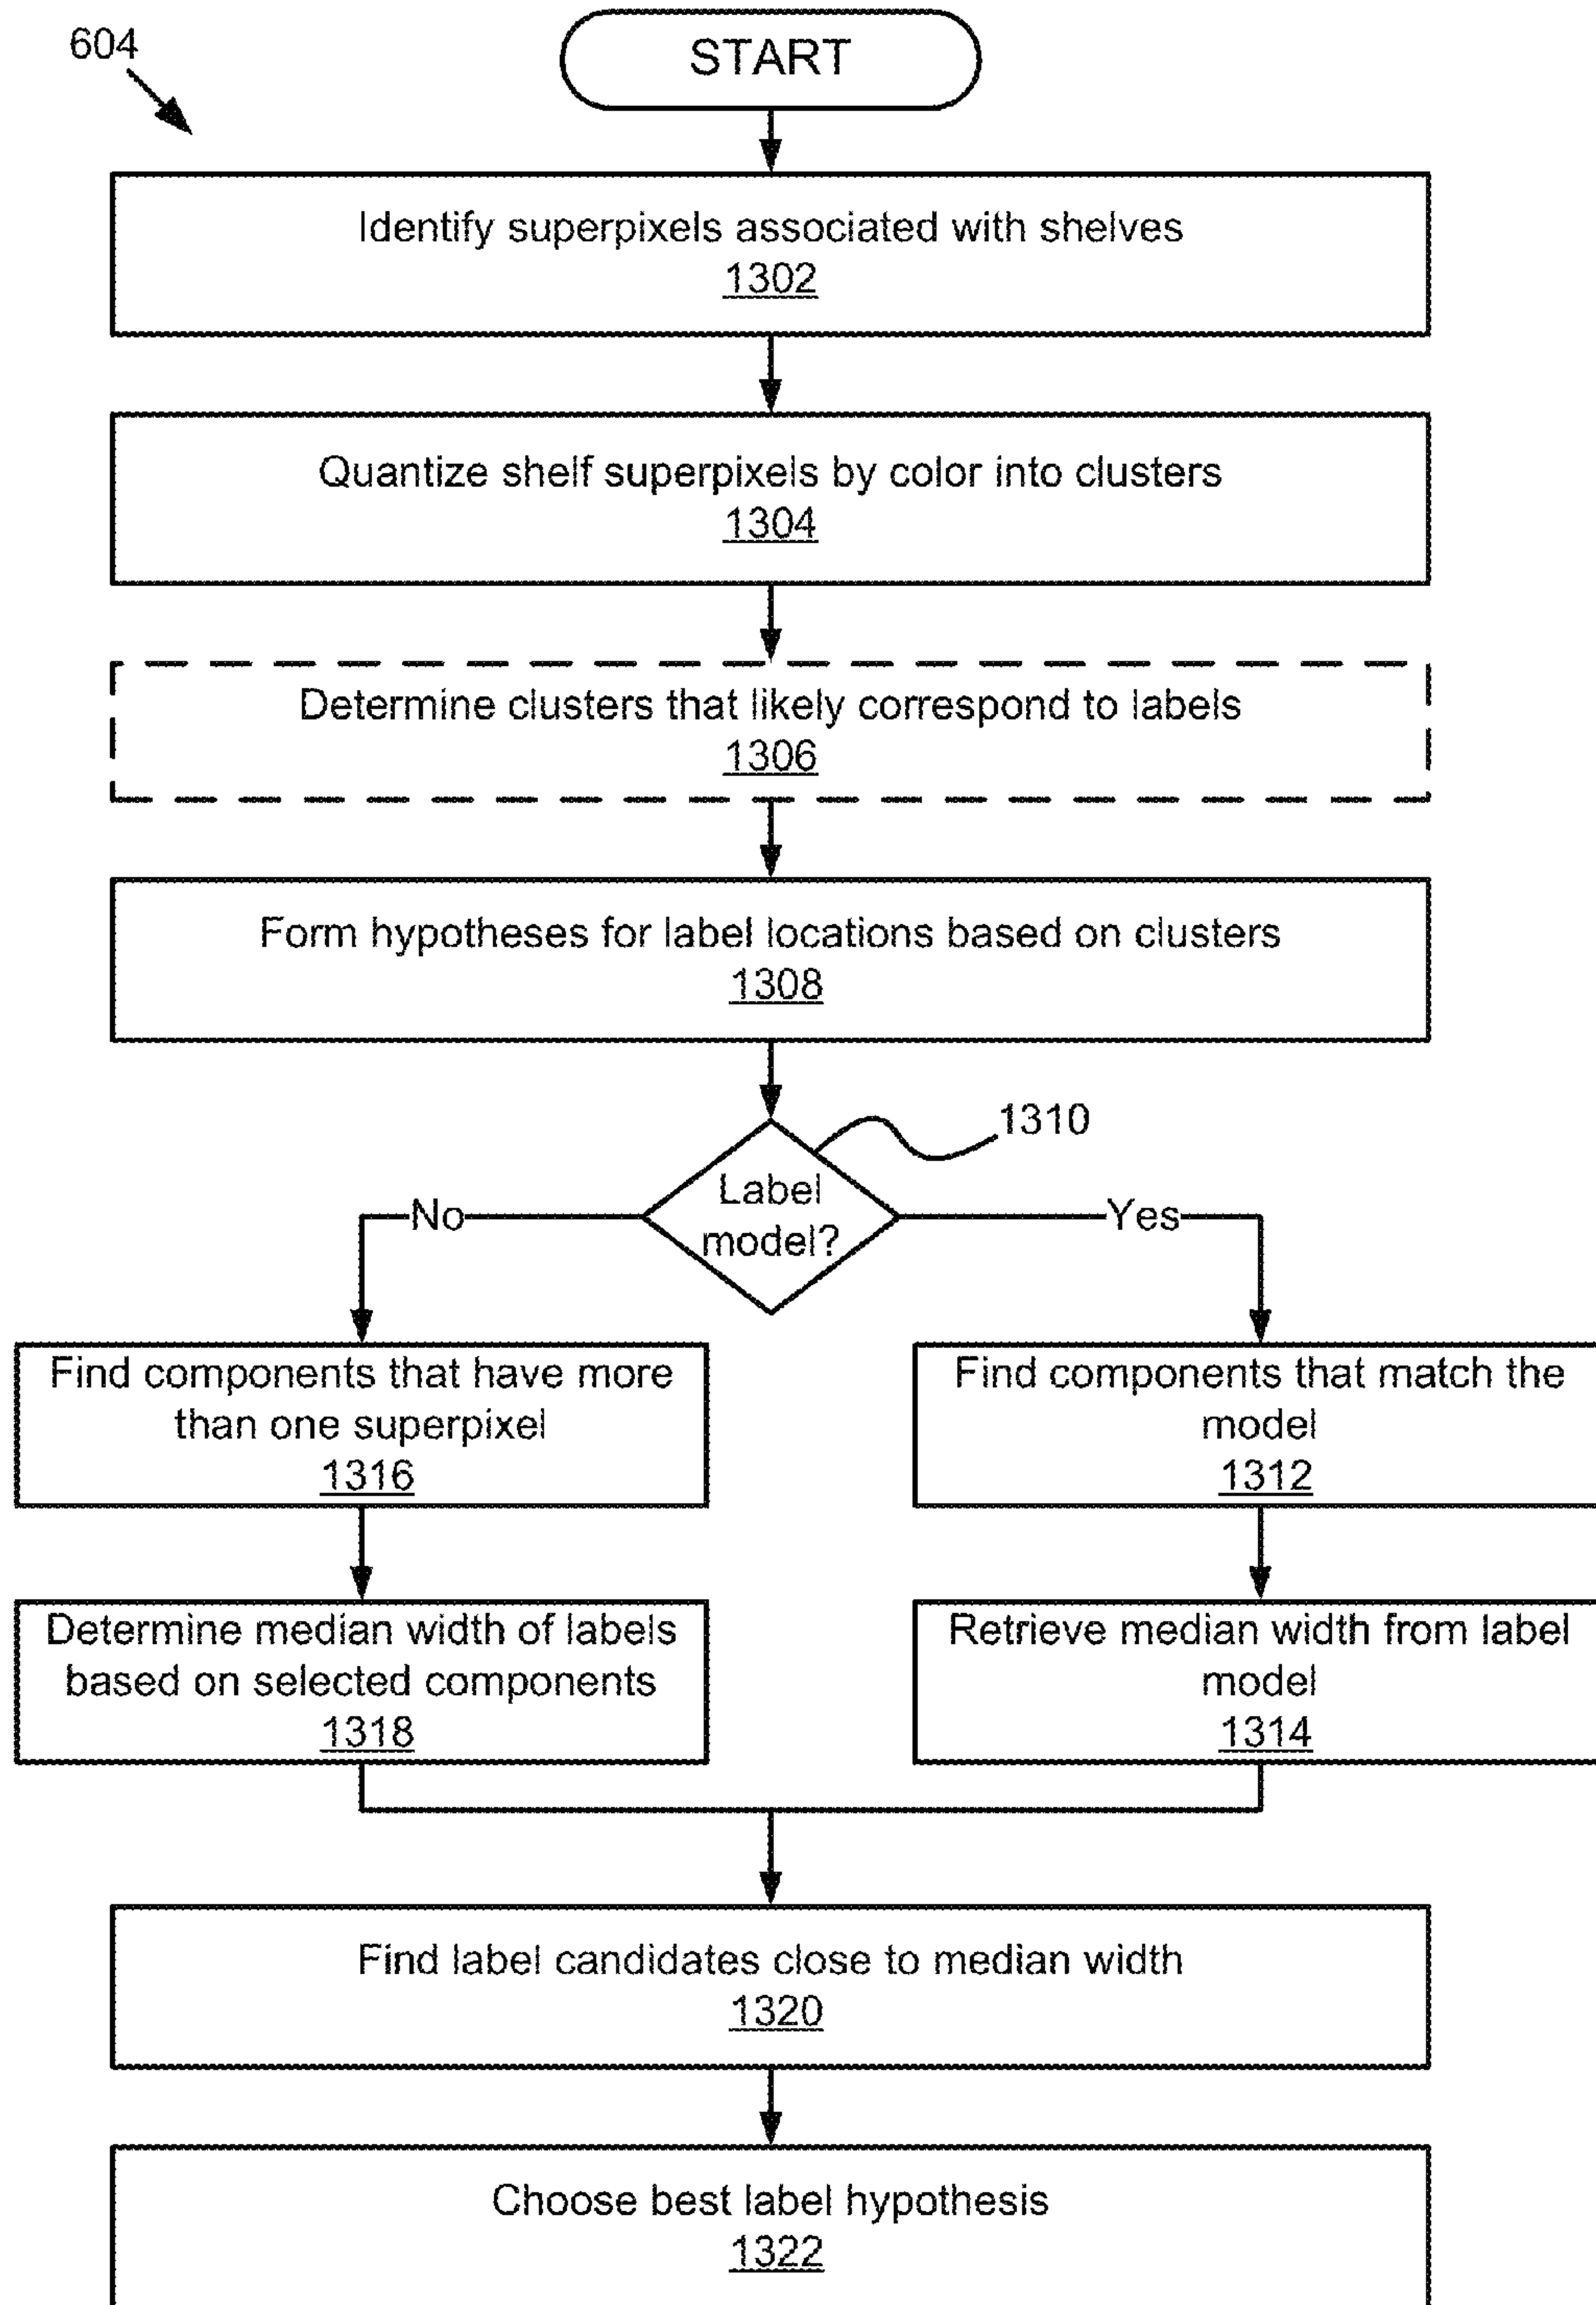 604
START
Identify superpixels associated with shelves
1302
Quantize shelf superpixels by color into clusters
1304
Determine clusters that likely correspond to labels
1306
Form hypotheses for label locations based on clusters
1308
1310
Label
model?
No
Yes
Find components that have more
than one superpixel
1316
Find components that match the
model
1312
Determine median width of labels
based on selected components
1318
Retrieve median width from label
model
1314
Find label candidates close to median width
1320
Choose best label hypothesis
1322